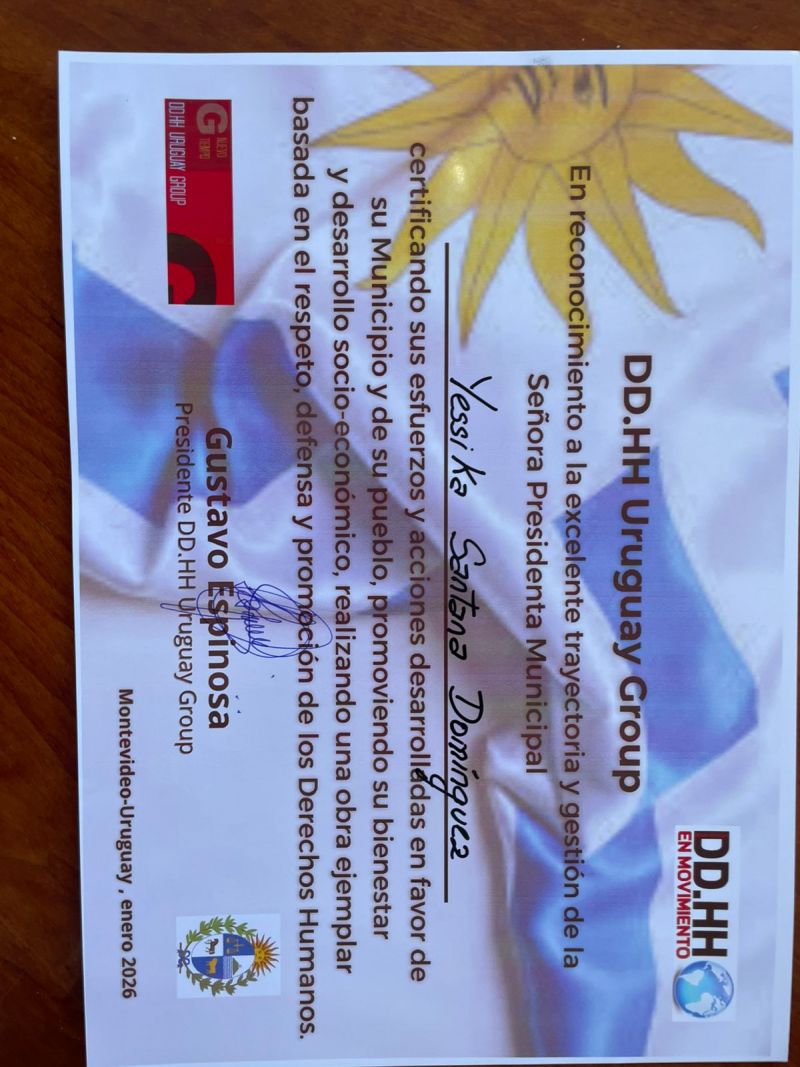 DD.HH
EN MOVIMIENTO
DD.HH Uruguay Group
En reconocimiento a la excelente trayectoria y gestión de la
Señora Presidenta Municipal
Yessika Santana Domínguez
certificando sus esfuerzos y acciones desarrolladas en favor de
su Municipio y de su pueblo, promoviendo su bienestar
y desarrollo socio-económico, realizando una obra ejemplar
basada en el respeto, defensa y promoción de los Derechos Humanos.
G NUEVO
TIEMPO
DD.HH URUGUAY GROUP
G
Gustavo Espinosa
Presidente DD.HH Uruguay Group
Montevideo-Uruguay , enero 2026